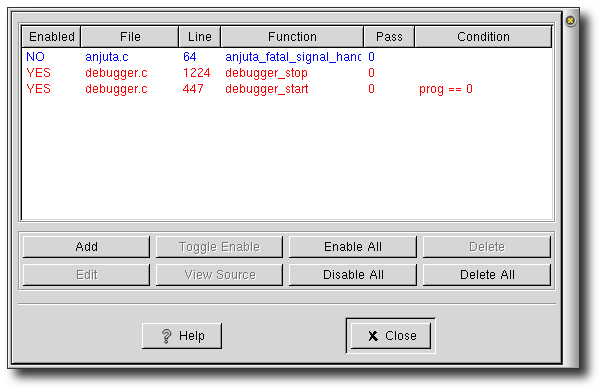 Enabled File Line Function Pass Condition
NO anjuta.c 64 anjuta_fatal_signal_hand 0
YES debugger.c 1224 debugger_stop 0
YES debugger.c 447 debugger_start 0 prog == 0
Add Toggle Enable Enable All Delete
Edit View Source Disable All Delete All
Help Close